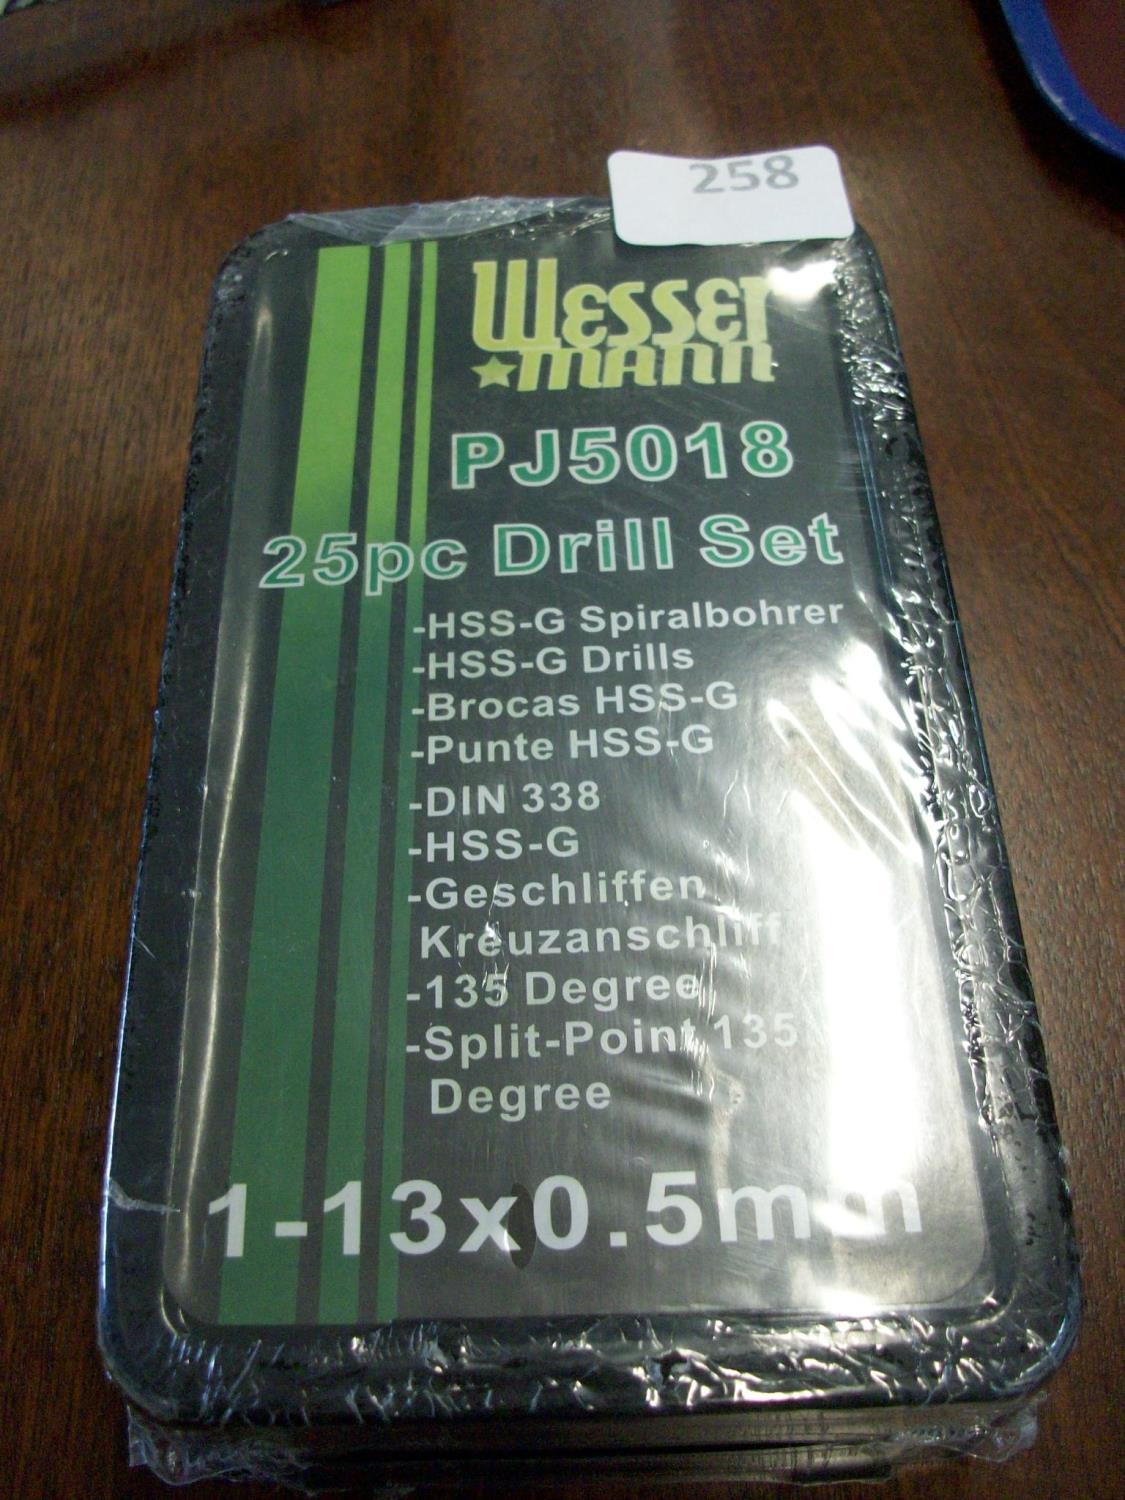 258
WESSER
MANN
PJ5018
25pc Drill Set
-HSS-G Spiralbohrer
-HSS-G Drills
-Brocas HSS-G
-Punte HSS-G
-DIN 338
-HSS-G
-Geschliffen
Kreuzanschliff
-135 Degree
-Split-Point 135
Degree
1-13x0.5mm